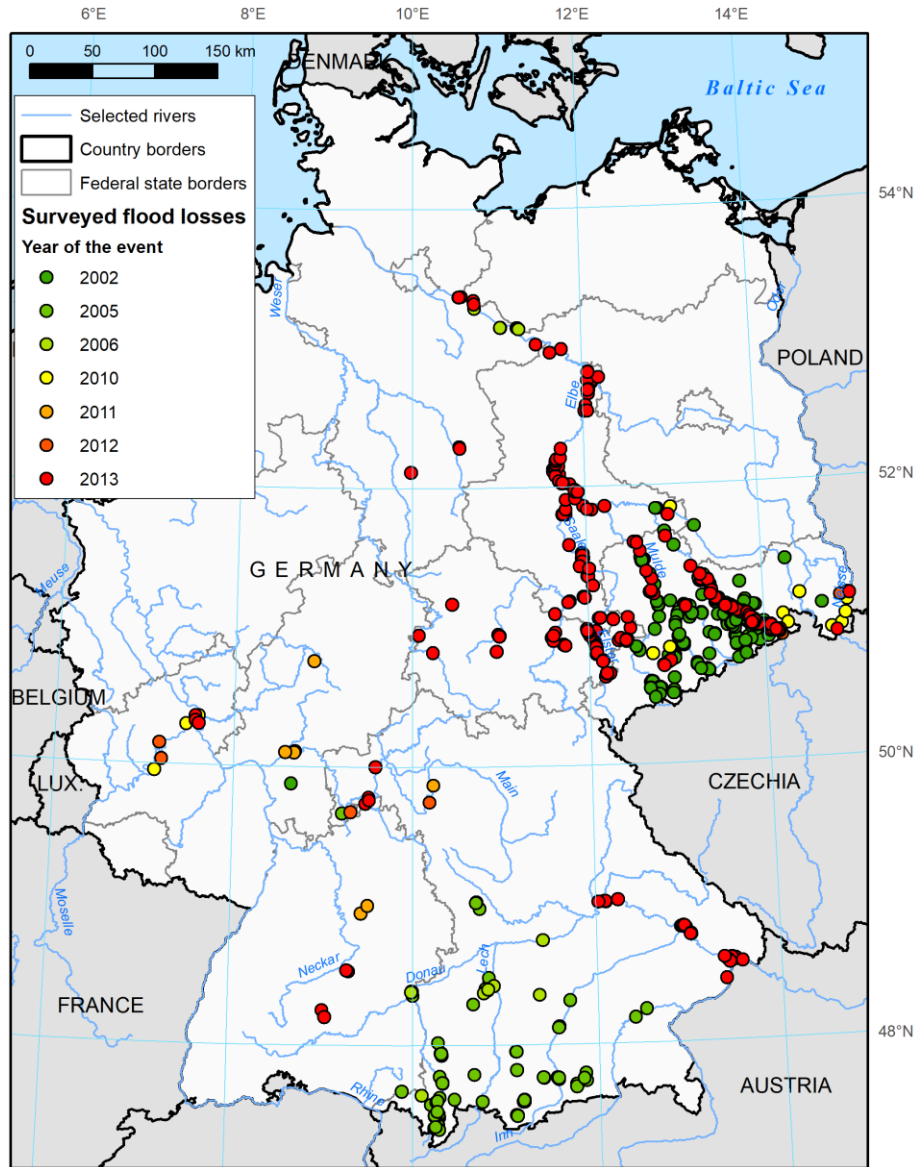 6°E
8°E
10°E
12°E
14°E
0 50 100 150 km
DENMARK
Baltic Sea
Selected rivers
Country borders
Federal state borders
Surveyed flood losses
Year of the event
2002
2005
2006
2010
2011
2012
2013
54°N
Weser
Oder
POLAND
Elbe
52°N
Saale
Mulde
Meuse
GERMANY
Neisse
Elster
BELGIUM
50°N
LUX.
Main
CZECHIA
Moselle
Neckar
Donau
Lech
FRANCE
48°N
Rhine
AUSTRIA
Inn